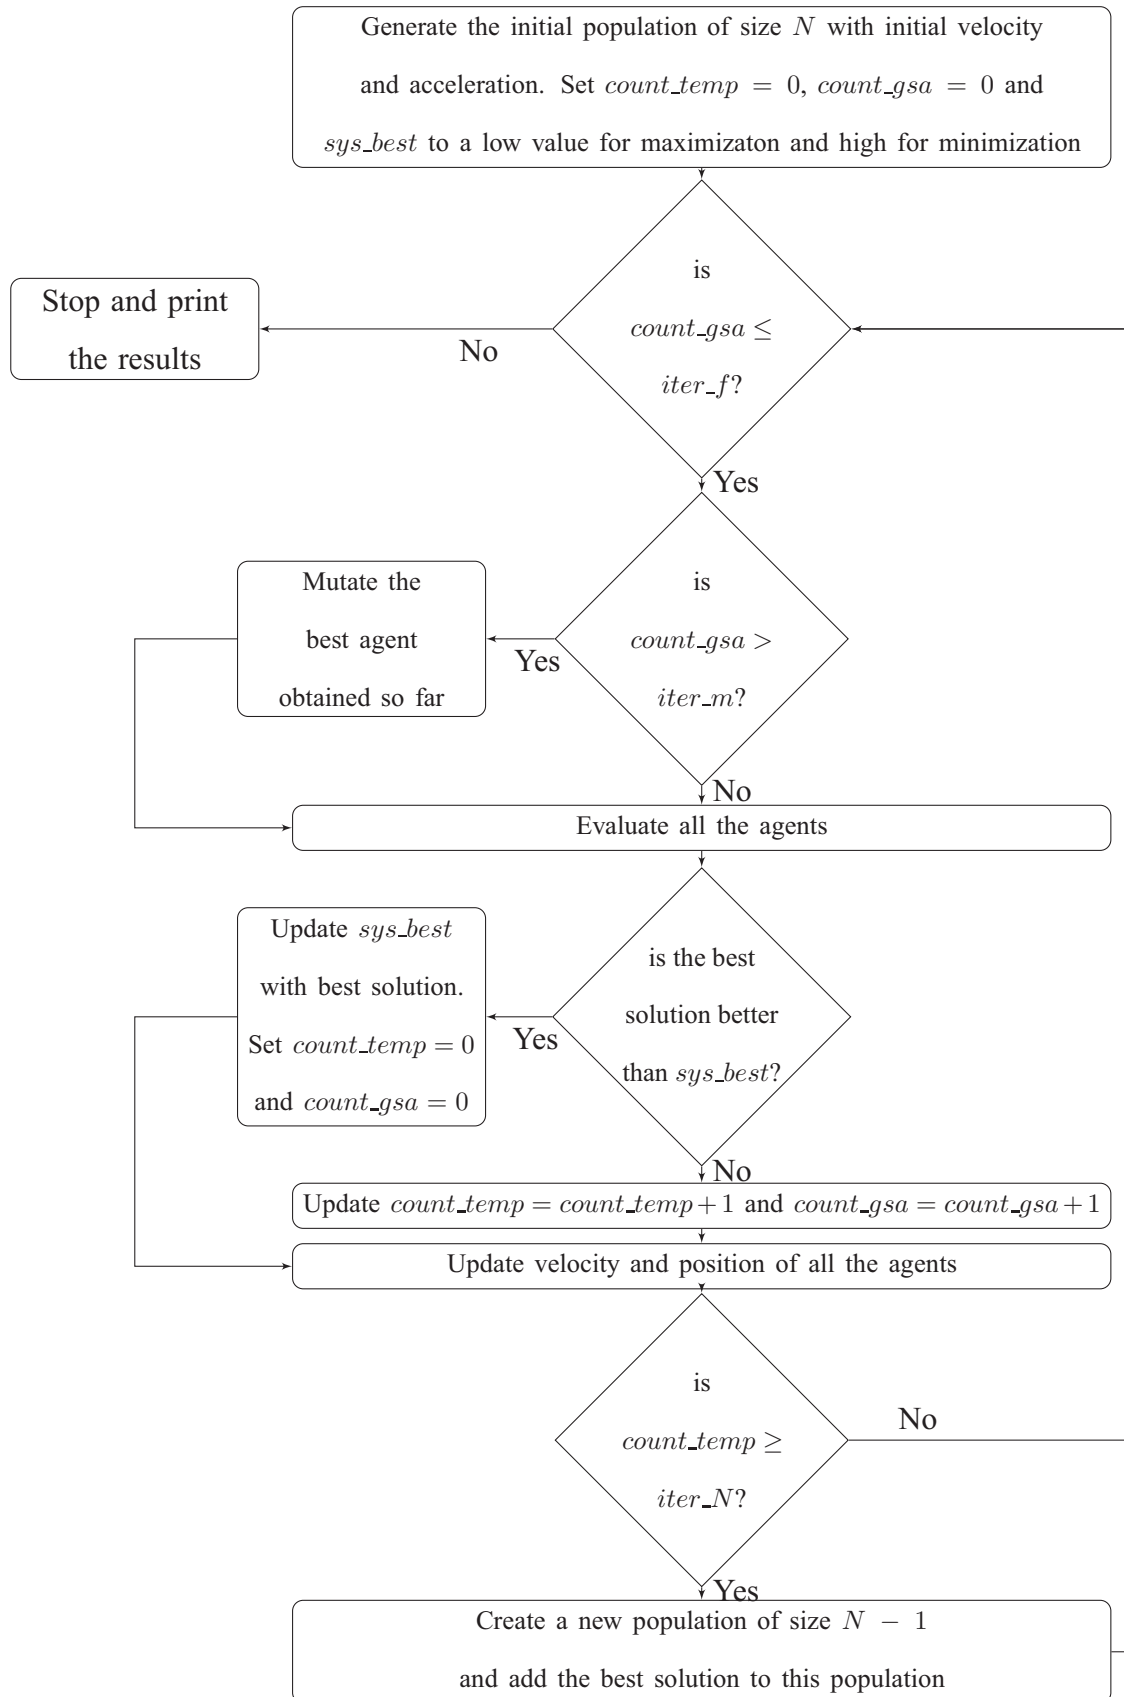 Generate the initial population of size N with initial velocity
and acceleration. Set count_temp = 0, count_gsa = 0 and
sys_best to a low value for maximizaton and high for minimization
is
count_gsa ≤
iter_f?
Stop and print
the results
No
Yes
is
count_gsa >
iter_m?
Mutate the
best agent
obtained so far
Yes
No
Evaluate all the agents
is the best
solution better
than sys_best?
Update sys_best
with best solution.
Set count_temp = 0
and count_gsa = 0
Yes
No
Update count_temp = count_temp + 1 and count_gsa = count_gsa + 1
Update velocity and position of all the agents
is
count_temp ≥
iter_N?
No
Yes
Create a new population of size N − 1
and add the best solution to this population